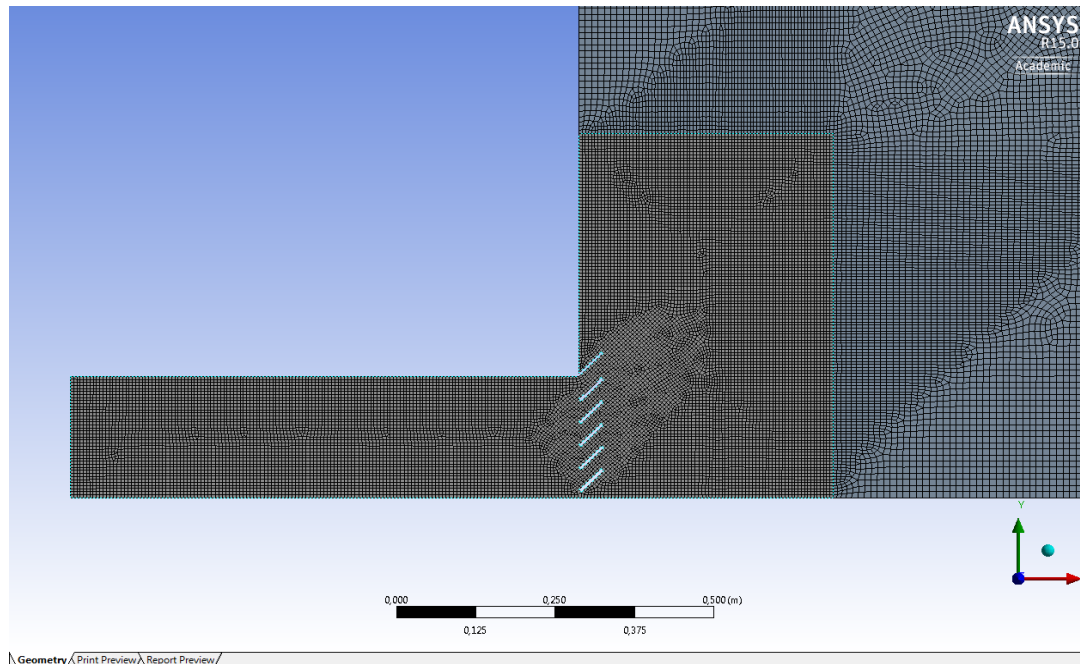 ANSYS
R15.0
Academic
Y
0,000 0,250 0,500 (m)
0,125 0,375
Geometry Print Preview Report Preview